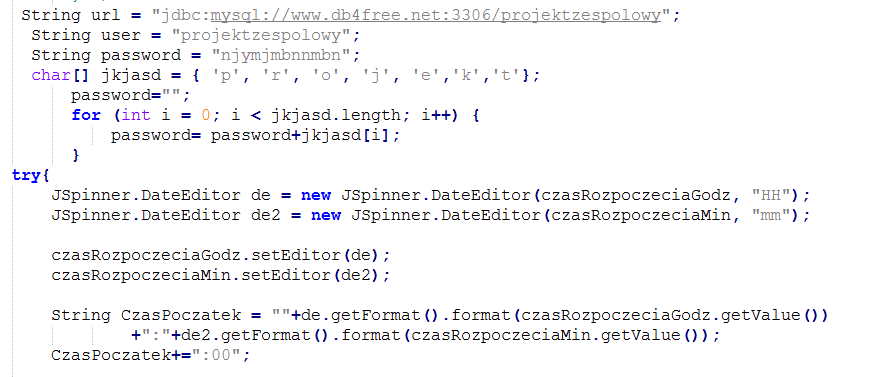 String url = "jdbc:mysql://www.db4free.net:3306/projektzespolowy";
String user = "projektzespolowy";
String password = "njymjmbnnmbn";
char[] jkjasd = { 'p', 'r', 'o', 'j', 'e','k','t'};
password="";
for (int i = 0; i < jkjasd.length; i++) {
password= password+jkjasd[i];
}
try{
JSpinner.DateEditor de = new JSpinner.DateEditor(czasRozpoczeciaGodz, "HH");
JSpinner.DateEditor de2 = new JSpinner.DateEditor(czasRozpoczeciaMin, "mm");
czasRozpoczeciaGodz.setEditor(de);
czasRozpoczeciaMin.setEditor(de2);
String CzasPoczatek = ""+de.getFormat().format(czasRozpoczeciaGodz.getValue())
+":"+de2.getFormat().format(czasRozpoczeciaMin.getValue());
CzasPoczatek+=":00";